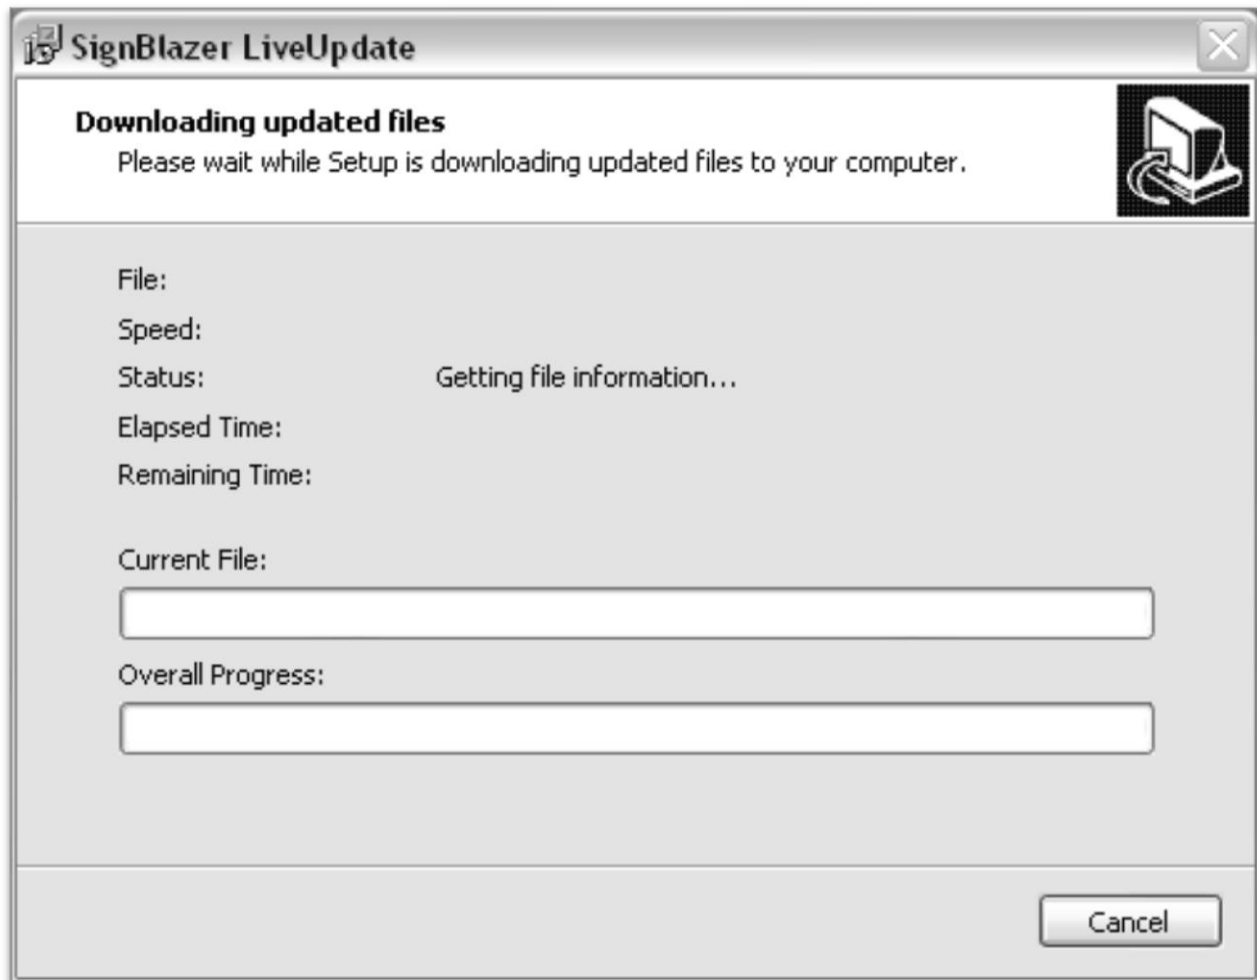 SignBlazer LiveUpdate
Downloading updated files
Please wait while Setup is downloading updated files to your computer.
File:
Speed:
Status: Getting file information...
Elapsed Time:
Remaining Time:
Current File:
Overall Progress:
Cancel